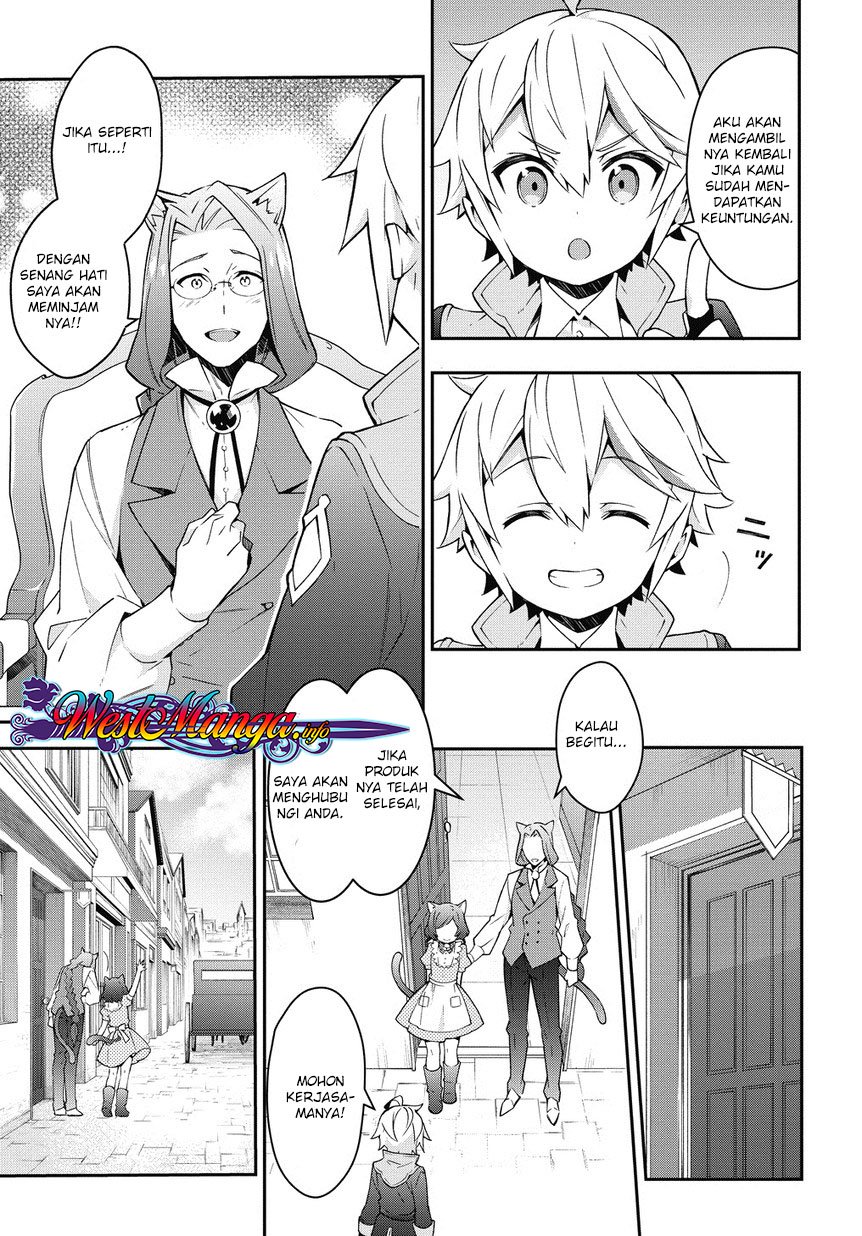 AKU AKAN
MENGAMBIL
NYA KEMBALI
JIKA KAMU
SUDAH MEN-
DAPATKAN
KEUNTUNGAN.
ニッ
JIKA SEPERTI
ITU...!
DENGAN
SENANG HATI
SAYA AKAN
MEMINJAM
NYA!!
WestManga.info
KALAU
BEGITU...
JIKA
PRODUK
NYA TELAH
SELESAI,
SAYA AKAN
MENGHUBU
NGI ANDA.
MOHON
KERJASA-
MANYA!